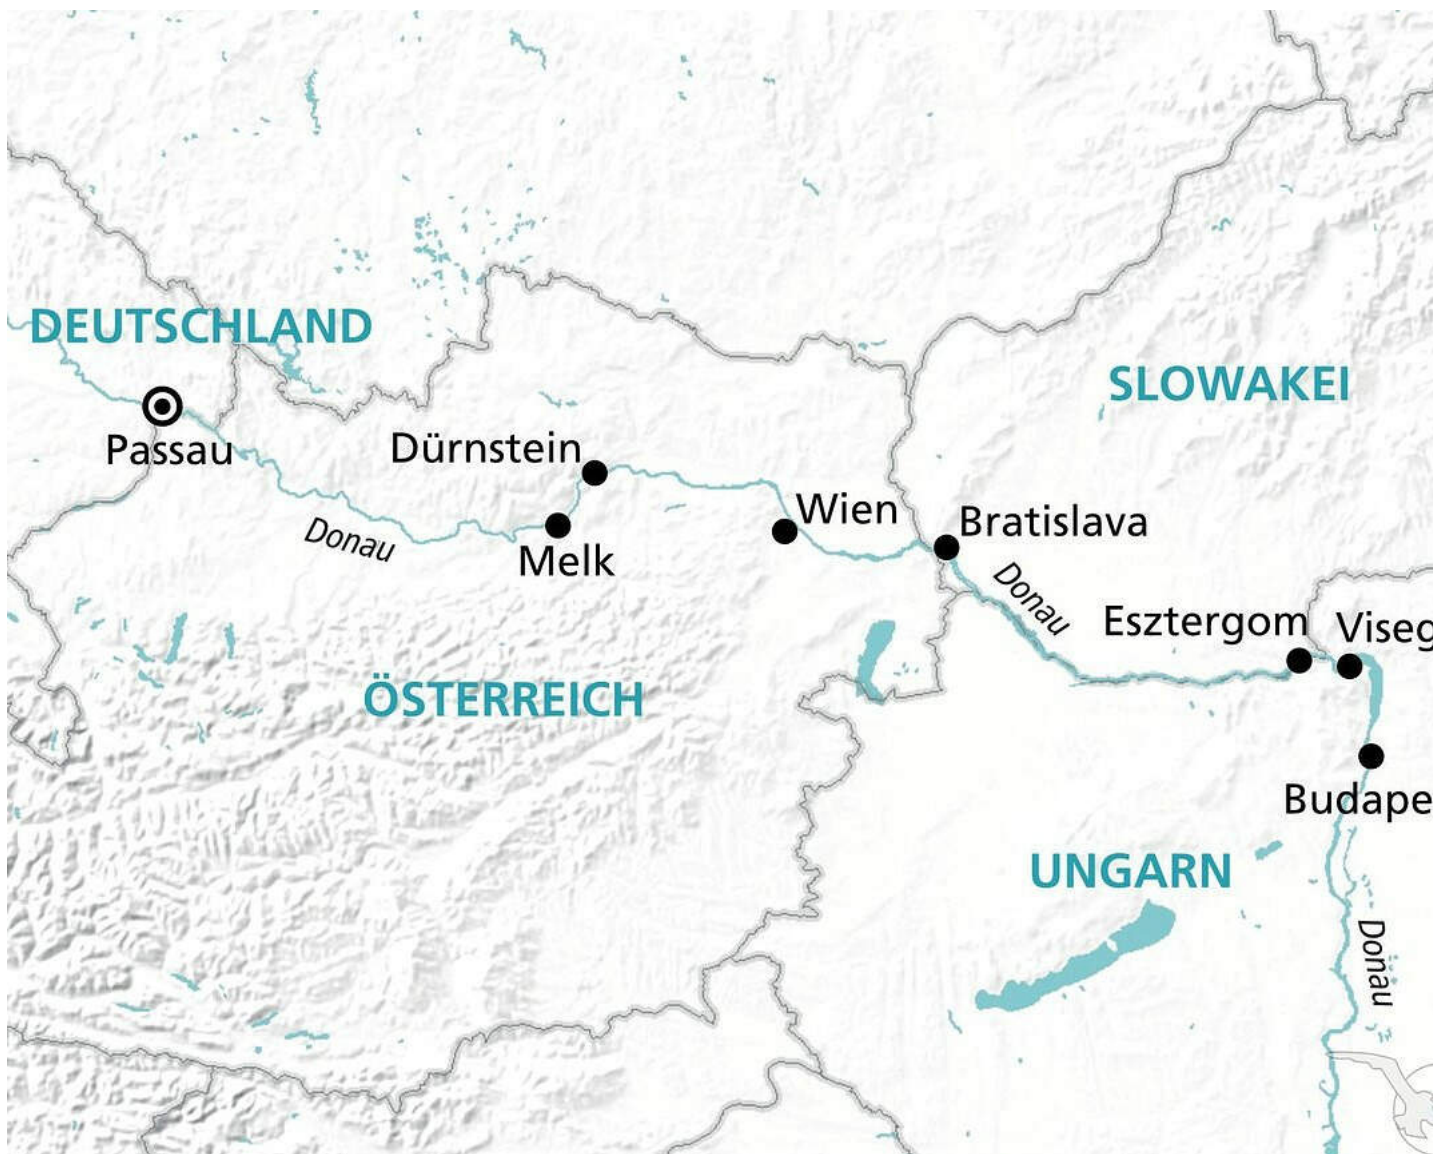 DEUTSCHLAND
SLOWAKEI
Passau
Dürnstein
Wien
Bratislava
Donau
Melk
Donau
Esztergom
Viseg
ÖSTERREICH
Budape
UNGARN
Donau